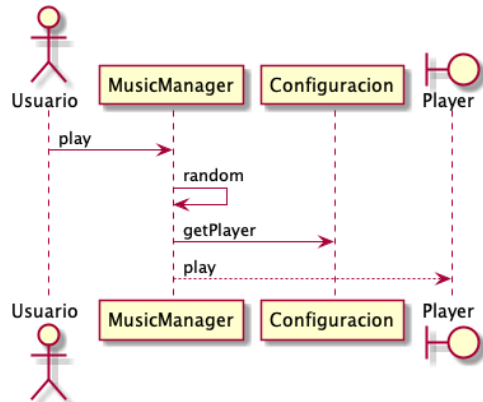 Usuario
MusicManager
Configuracion
Player
play
random
getPlayer
play
Usuario
MusicManager
Configuracion
Player